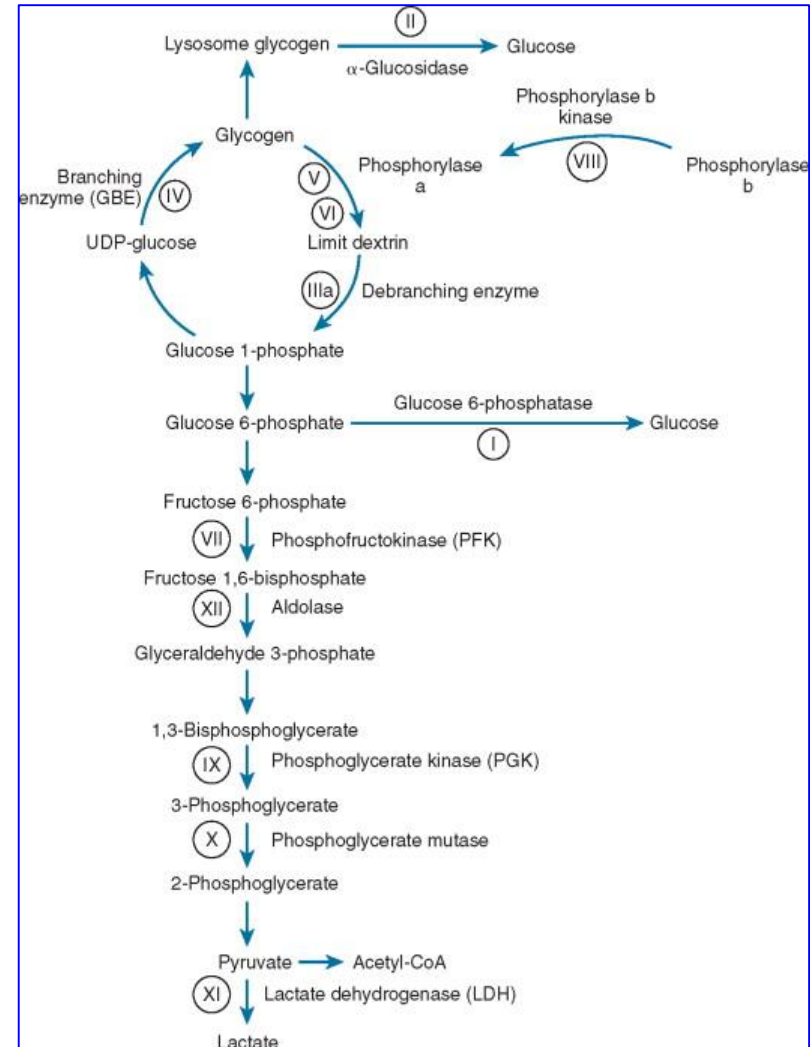 II
Lysosome glycogen
Glucose
α-Glucosidase
Phosphorylase b
kinase
Glycogen
VIII
Phosphorylase
a
Phosphorylase
b
Branching
enzyme (GBE)
IV
V
VI
UDP-glucose
Limit dextrin
IIIa
Debranching enzyme
Glucose 1-phosphate
Glucose 6-phosphate
Glucose 6-phosphatase
Glucose
I
Fructose 6-phosphate
VII
Phosphofructokinase (PFK)
Fructose 1,6-bisphosphate
XII
Aldolase
Glyceraldehyde 3-phosphate
1,3-Bisphosphoglycerate
IX
Phosphoglycerate kinase (PGK)
3-Phosphoglycerate
X
Phosphoglycerate mutase
2-Phosphoglycerate
Pyruvate
Acetyl-CoA
XI
Lactate dehydrogenase (LDH)
Lactate